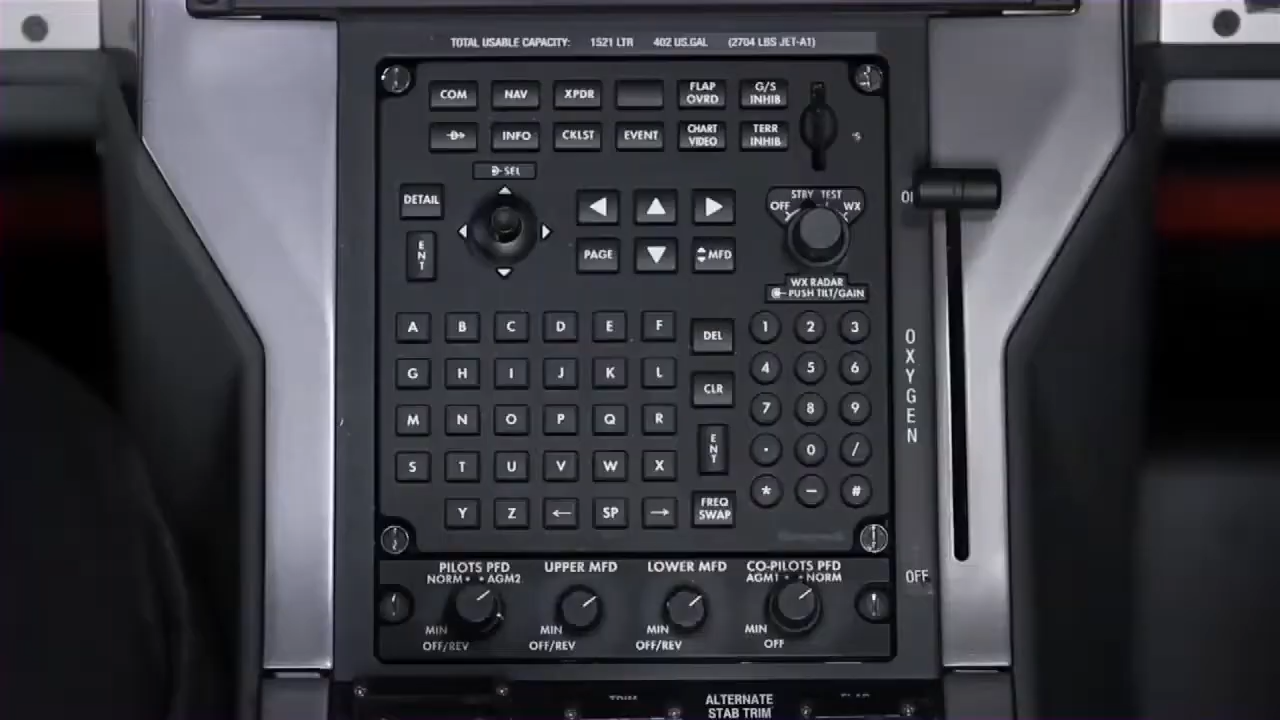 TOTAL USABLE CAPACITY: 1521 LTR 402 US.GAL (2704 LBS JET-A1)
COM NAV XPDR FLAP OVRD G/S INHIB
D INFO CKLST EVENT CHART VIDEO TERR INHIB
D SEL
DETAIL
ENT
PAGE MFD
STBY TEST
OFF WX
WX RADAR
PUSH TILT/GAIN
A B C D E F DEL 1 2 3
G H I J K L CLR 4 5 6
M N O P Q R ENT 7 8 9
S T U V W X · 0 /
Y Z ← SP → FREQ SWAP * – #
OXYGEN
OFF
PILOTS PFD UPPER MFD LOWER MFD CO-PILOTS PFD
NORM • • AGM2 AGM1 • • NORM
MIN MIN MIN MIN
OFF/REV OFF/REV OFF/REV OFF
TRIM
ALTERNATE
STAB TRIM